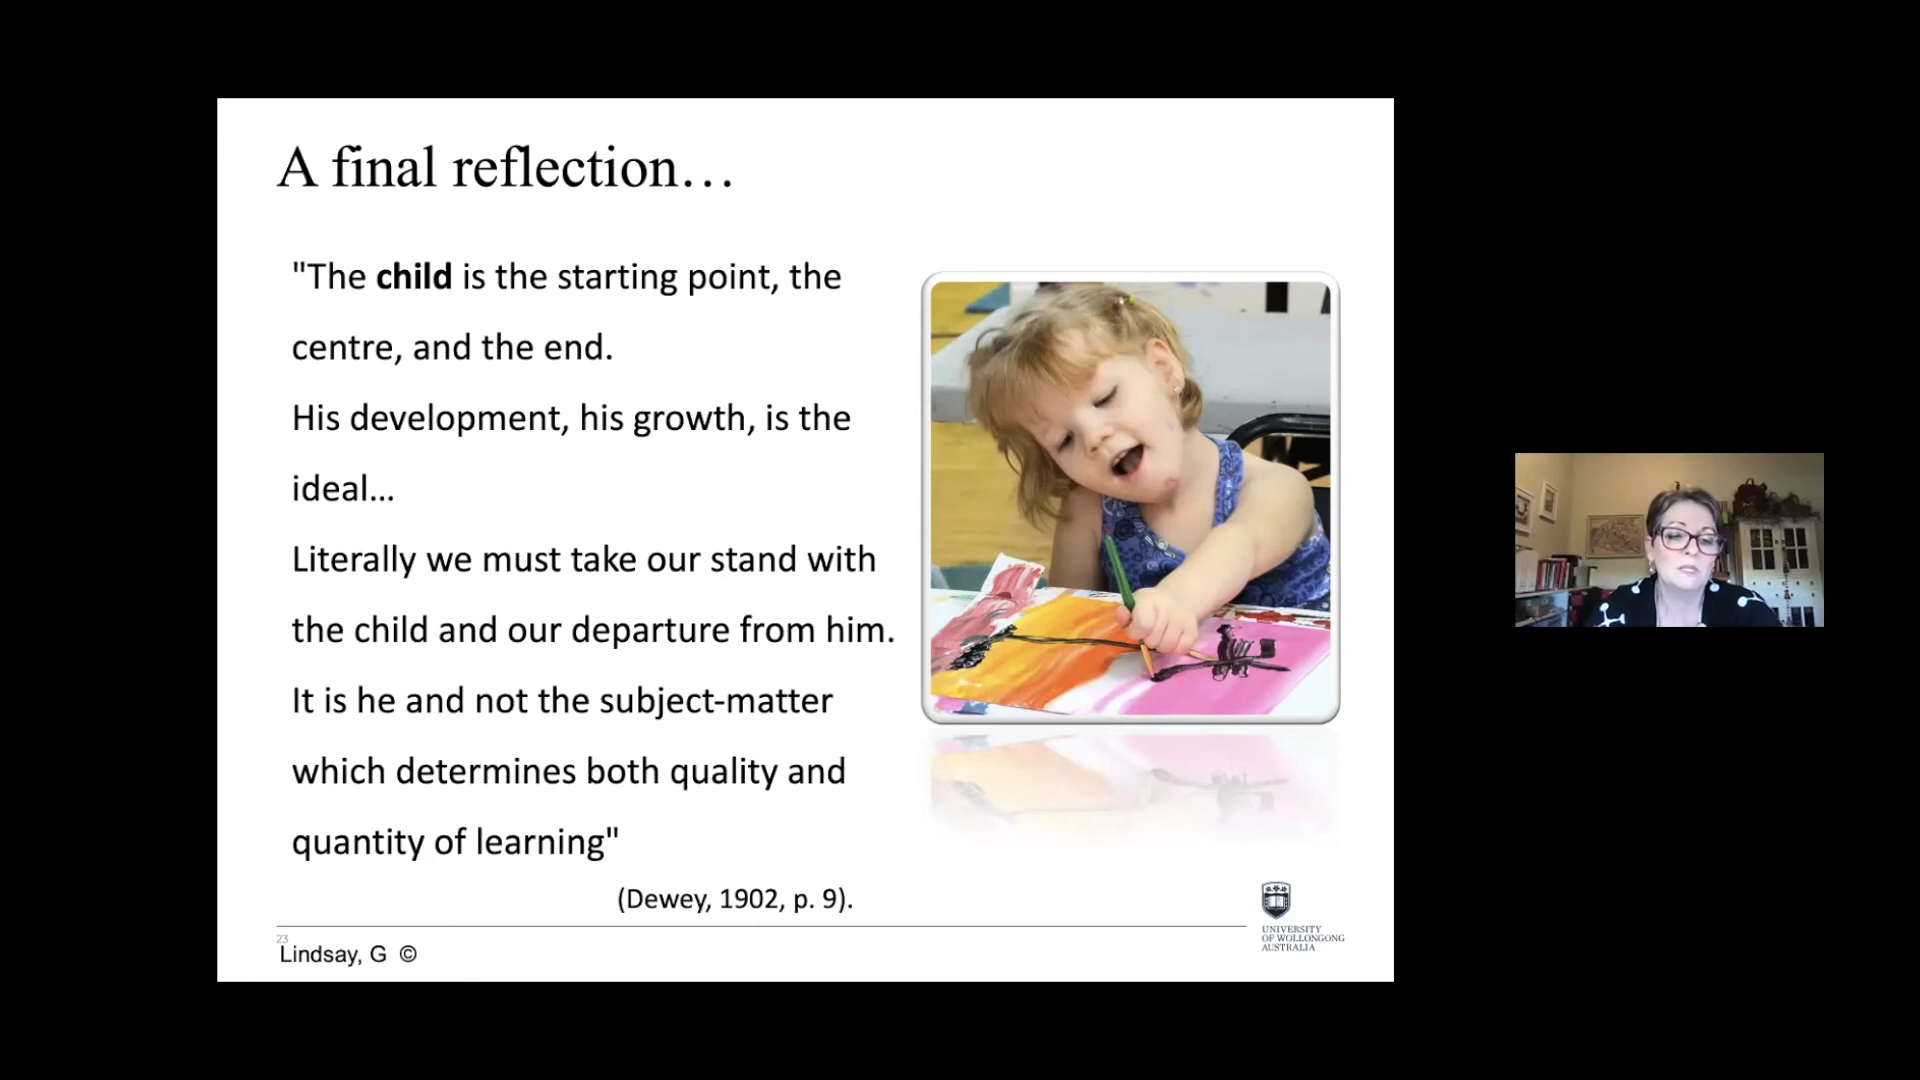 A final reflection…
"The child is the starting point, the
centre, and the end.
His development, his growth, is the
ideal…
Literally we must take our stand with
the child and our departure from him.
It is he and not the subject-matter
which determines both quality and
quantity of learning"
(Dewey, 1902, p. 9).
23
Lindsay, G ©
UNIVERSITY
OF WOLLONGONG
AUSTRALIA